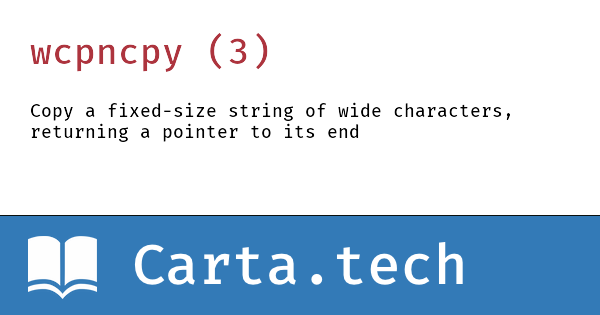 wcpncpy (3)
Copy a fixed-size string of wide characters,
returning a pointer to its end
Carta.tech